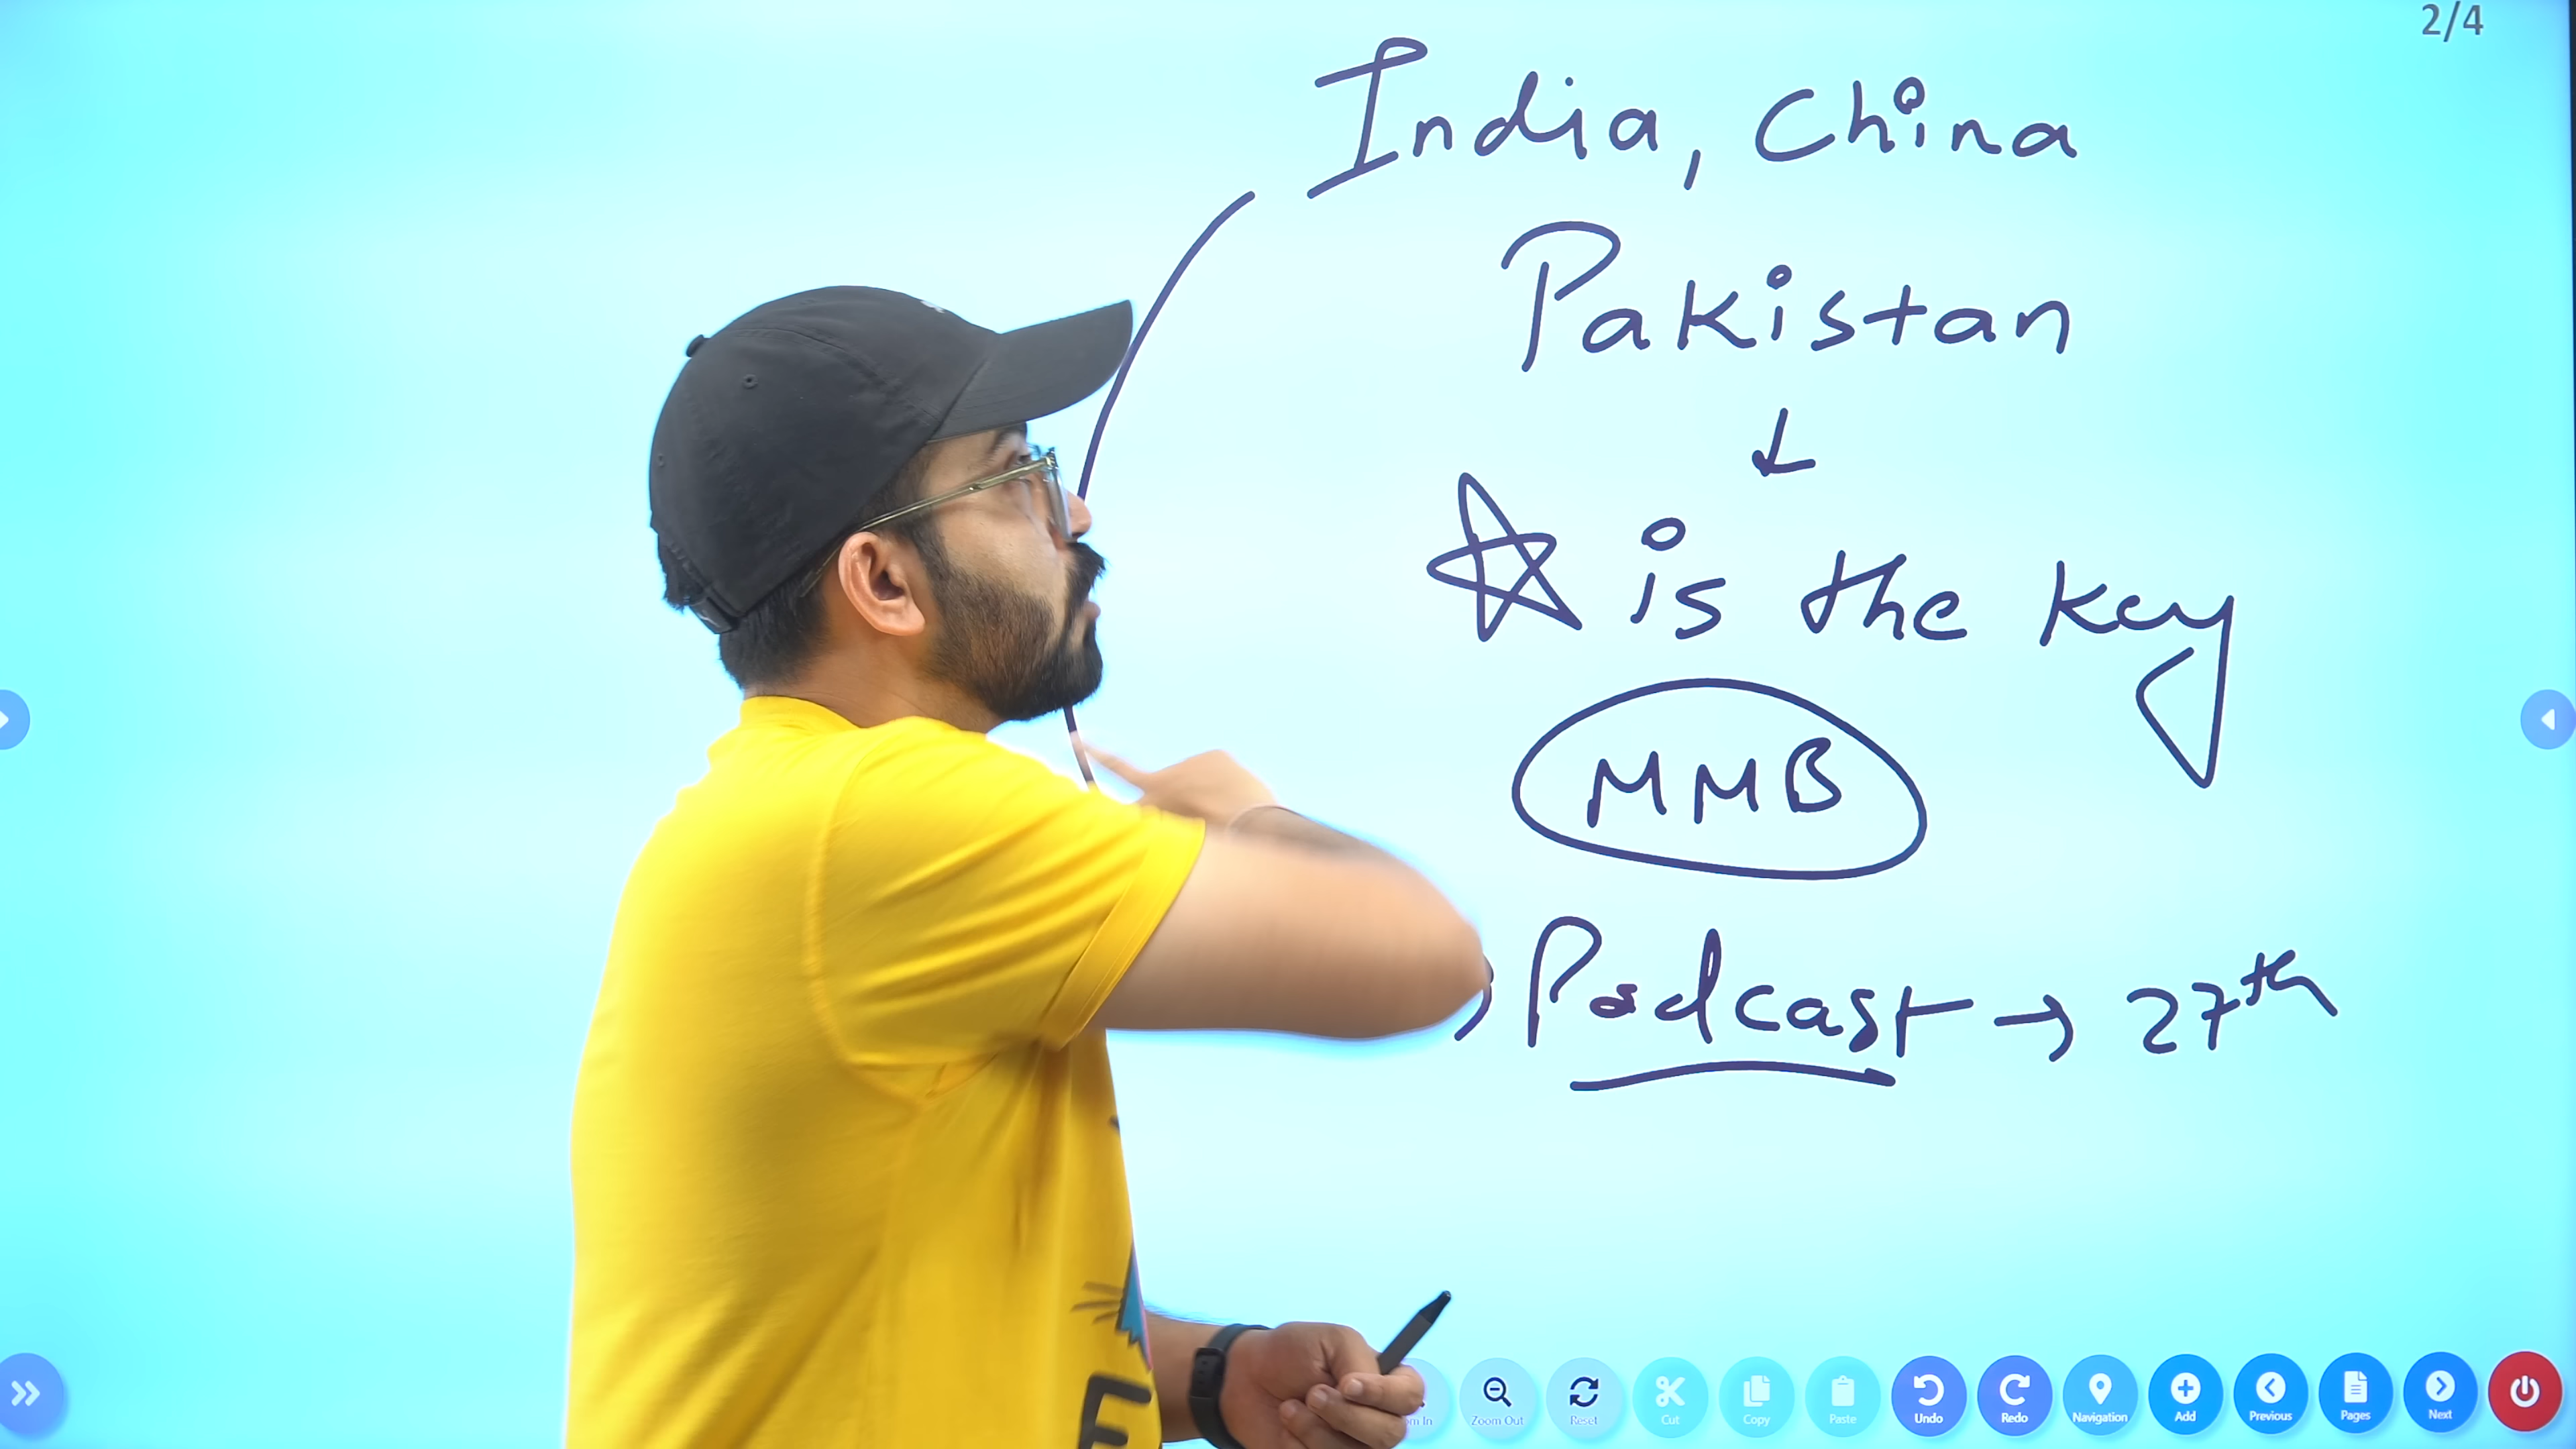 2/4
India, China
Pakistan
↓
☆ is the key
MMB
Podcast → 27th
E
Zoom Out Reset Cut Copy Paste Undo Redo Navigation Add Previous Pages Next